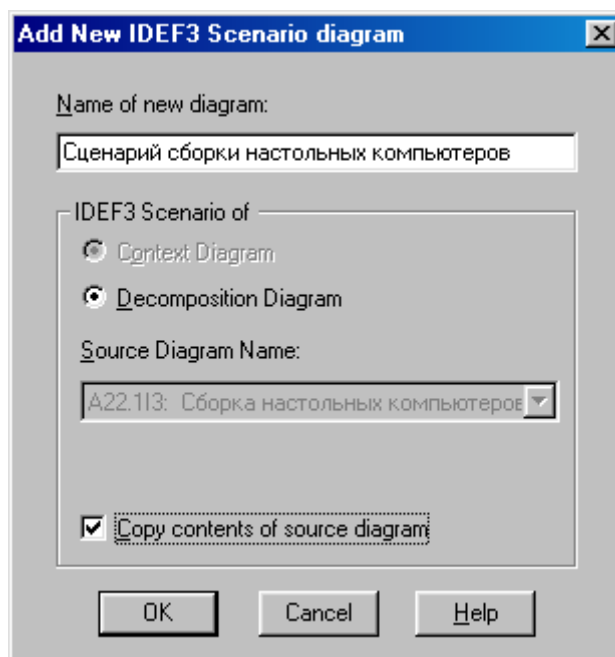 Add New IDEF3 Scenario diagram
Name of new diagram:
Сценарий сборки настольных компьютеров
IDEF3 Scenario of
Context Diagram
Decomposition Diagram
Source Diagram Name:
A22.1I3: Сборка настольных компьютеров
Copy contents of source diagram
OK Cancel Help